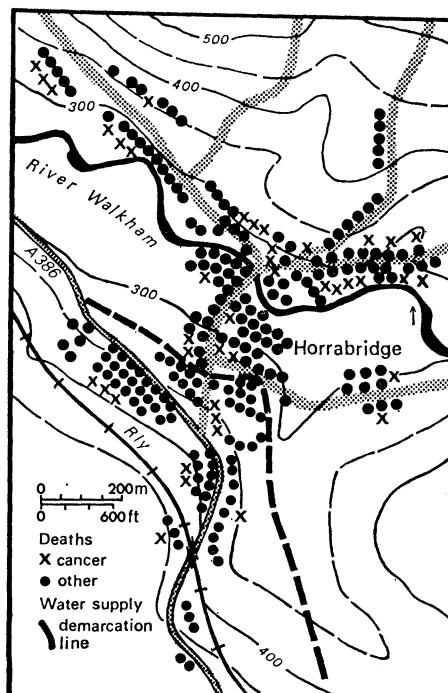 500
400
300
River Walkham
A386
300
Horrabridge
Rly
0 200m
0 600ft
Deaths
x cancer
● other
Water supply
demarcation
line
400